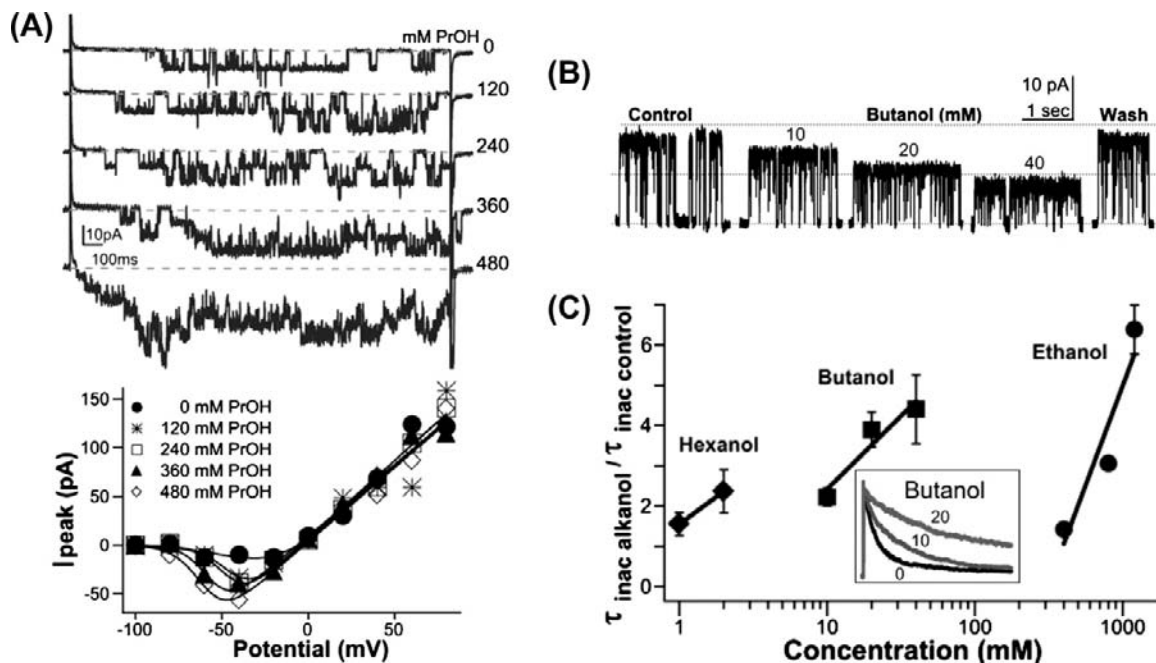 (A)
mM PrOH
0
120
240
360
10pA
100ms
480
150
100
50
0
-50
I peak (pA)
0 mM PrOH
120 mM PrOH
240 mM PrOH
360 mM PrOH
480 mM PrOH
-100 -50 0 50
Potential (mV)
(B)
10 pA
1 sec
Control Butanol (mM) Wash
10
20
40
(C)
τ inac alkanol / τ inac control
6
4
2
0
Hexanol
Butanol
Ethanol
Butanol
20
10
0
1 10 100 1000
Concentration (mM)